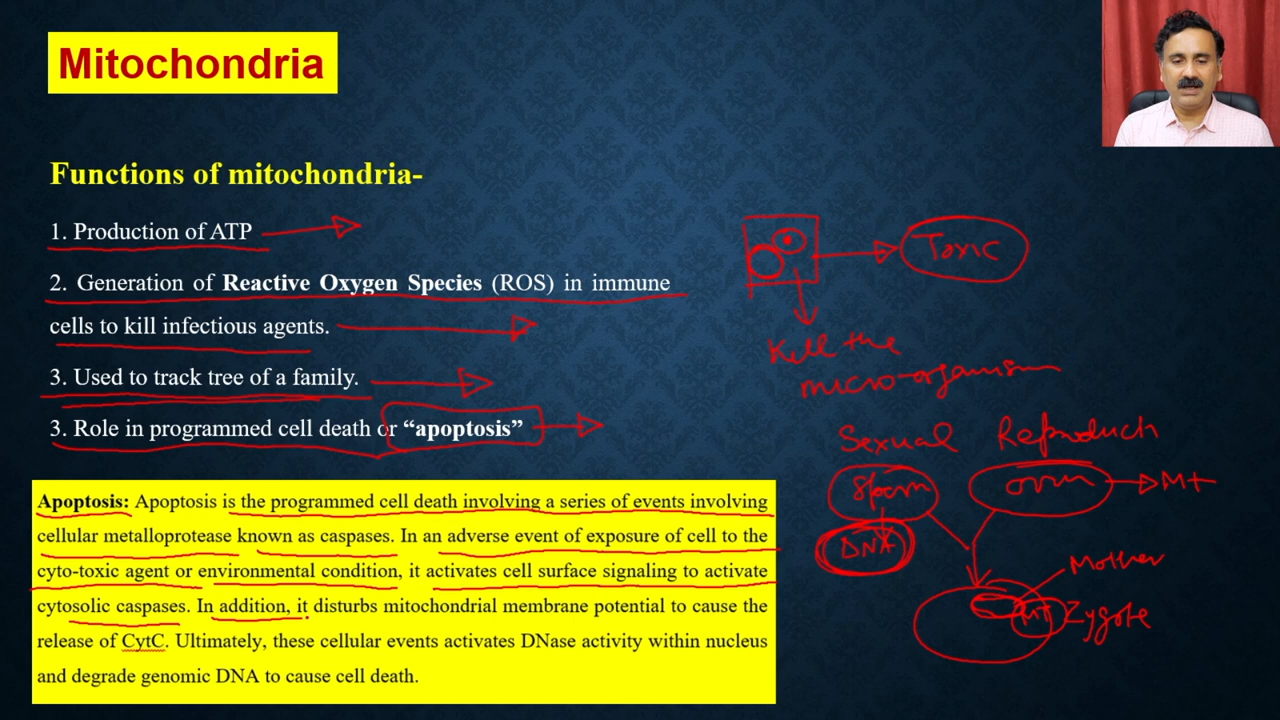 Mitochondria
Functions of mitochondria-
1. Production of ATP
2. Generation of Reactive Oxygen Species (ROS) in immune
cells to kill infectious agents.
3. Used to track tree of a family.
3. Role in programmed cell death or “apoptosis”
Apoptosis: Apoptosis is the programmed cell death involving a series of events involving
cellular metalloprotease known as caspases. In an adverse event of exposure of cell to the
cyto-toxic agent or environmental condition, it activates cell surface signaling to activate
cytosolic caspases. In addition, it disturbs mitochondrial membrane potential to cause the
release of CytC. Ultimately, these cellular events activates DNase activity within nucleus
and degrade genomic DNA to cause cell death.
Toxic
Kill the
micro-organism
Sexual Reproduch
Sperm ovum Mt
DNA
Mother
MT Zygote